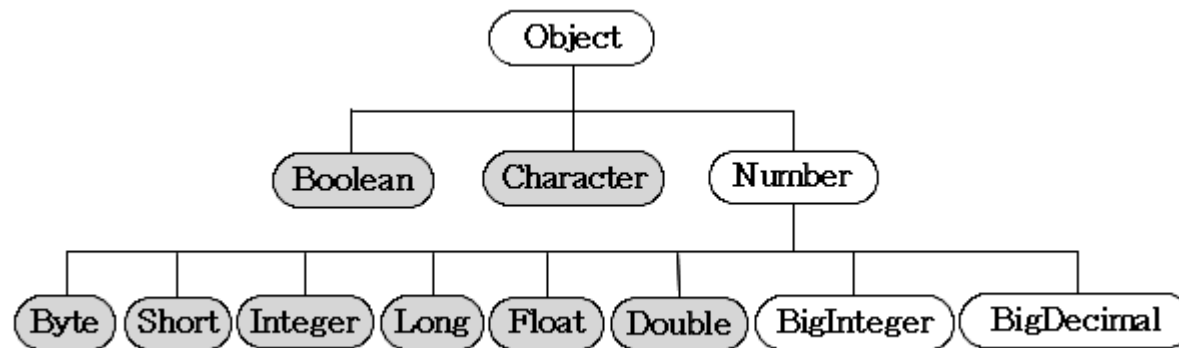 Object
Boolean Character Number
Byte Short Integer Long Float Double BigInteger BigDecimal